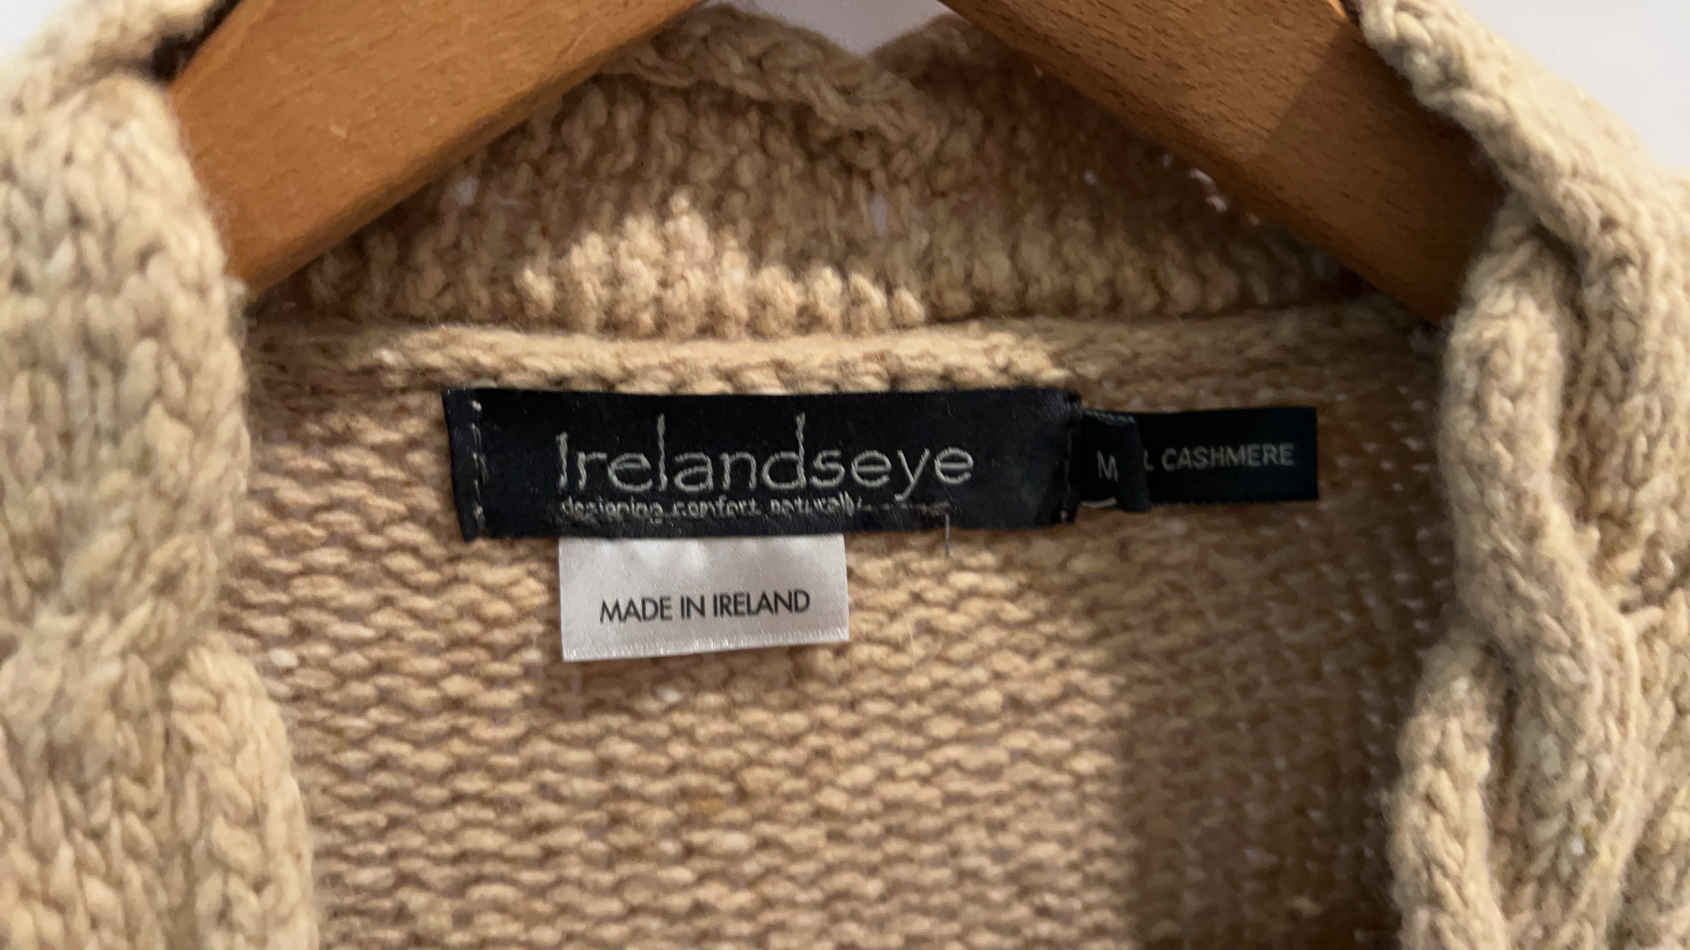 Irelandseye
designing comfort naturally
M
L CASHMERE
MADE IN IRELAND